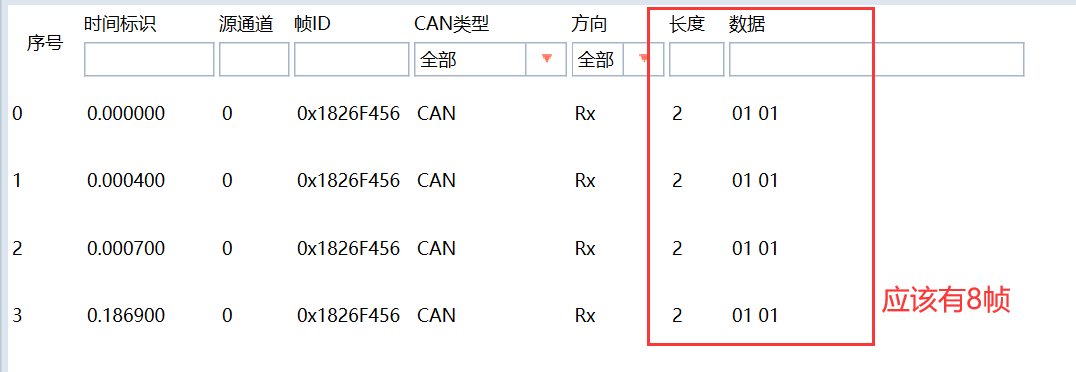 序号 时间标识 源通道 帧ID CAN类型 方向 长度 数据
全部 全部
0 0.000000 0 0x1826F456 CAN Rx 2 01 01
1 0.000400 0 0x1826F456 CAN Rx 2 01 01
2 0.000700 0 0x1826F456 CAN Rx 2 01 01
应该有8帧
3 0.186900 0 0x1826F456 CAN Rx 2 01 01